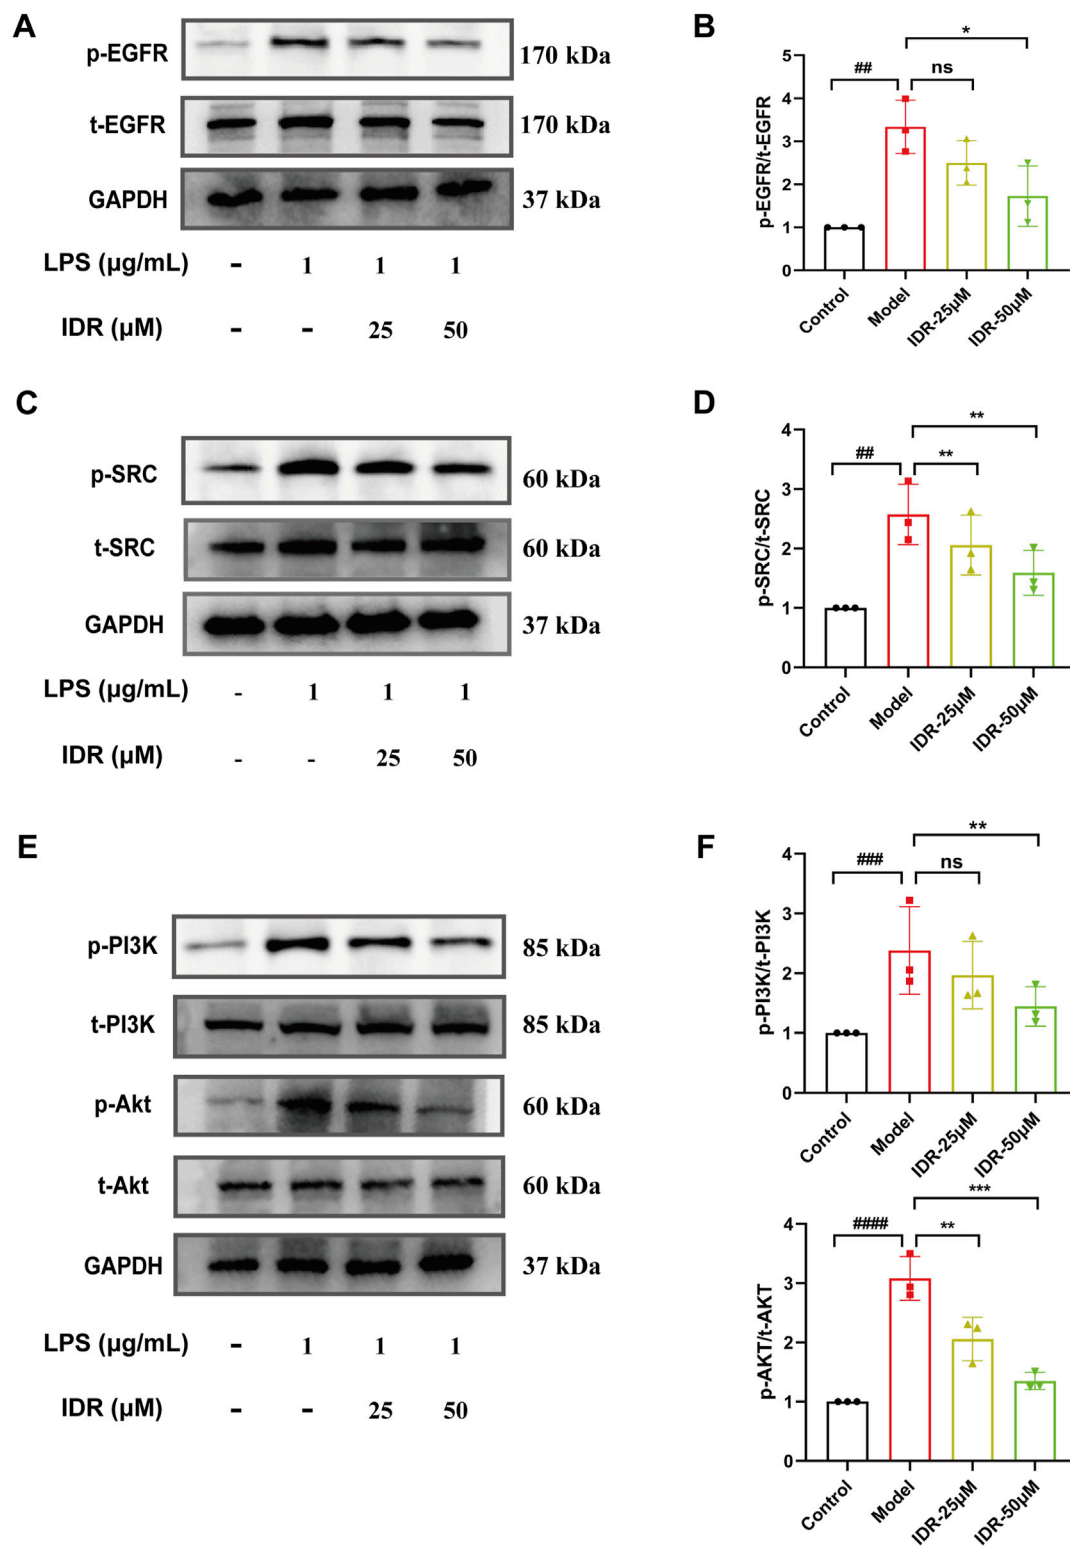 A
p-EGFR 170 kDa
t-EGFR 170 kDa
GAPDH 37 kDa
LPS (μg/mL) - 1 1 1
IDR (μM) - - 25 50
B
*
## ns
p-EGFR/t-EGFR
5
4
3
2
1
0
Control Model IDR-25μM IDR-50μM
C
p-SRC 60 kDa
t-SRC 60 kDa
GAPDH 37 kDa
LPS (μg/mL) - 1 1 1
IDR (μM) - - 25 50
D
**
## **
p-SRC/t-SRC
4
3
2
1
0
Control Model IDR-25μM IDR-50μM
E
p-PI3K 85 kDa
t-PI3K 85 kDa
p-Akt 60 kDa
t-Akt 60 kDa
GAPDH 37 kDa
LPS (μg/mL) - 1 1 1
IDR (μM) - - 25 50
F
**
### ns
p-PI3K/t-PI3K
4
3
2
1
0
Control Model IDR-25μM IDR-50μM
***
#### **
p-AKT/t-AKT
4
3
2
1
0
Control Model IDR-25μM IDR-50μM